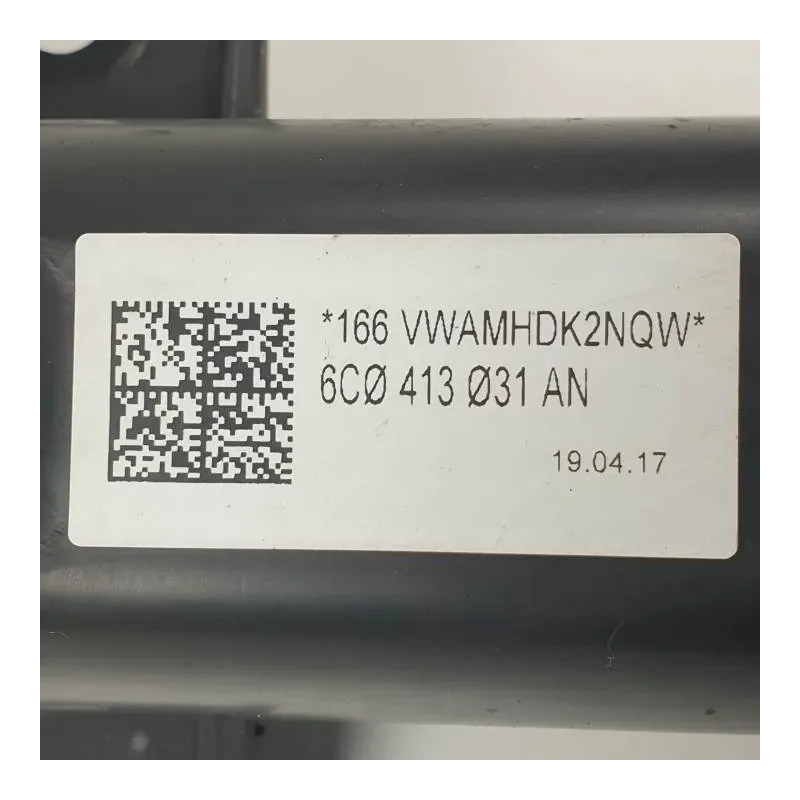 *166 VWAMHDK2NQW*
6CØ 413 Ø31 AN
19.04.17